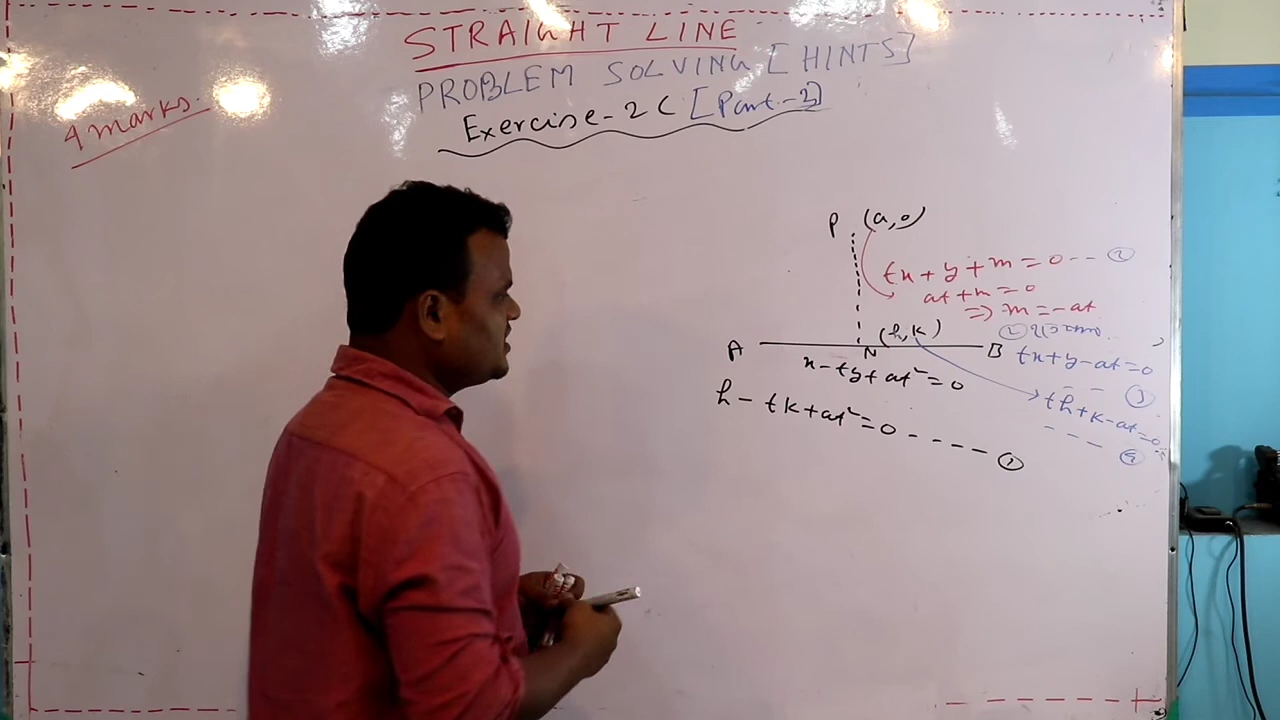 STRAIGHT LINE
PROBLEM SOLVING [HINTS]
Exercise-2C [Part-2]
4 marks.
P (a,0)
tx+y+m=0 -- ②
at+m=0
⇒ m=-at
②
tx+y-at=0
-- ③
A N (h,k) B
x-ty+at²=0
th+k-at=0
--- ④
h-tk+at²=0 ---- ①